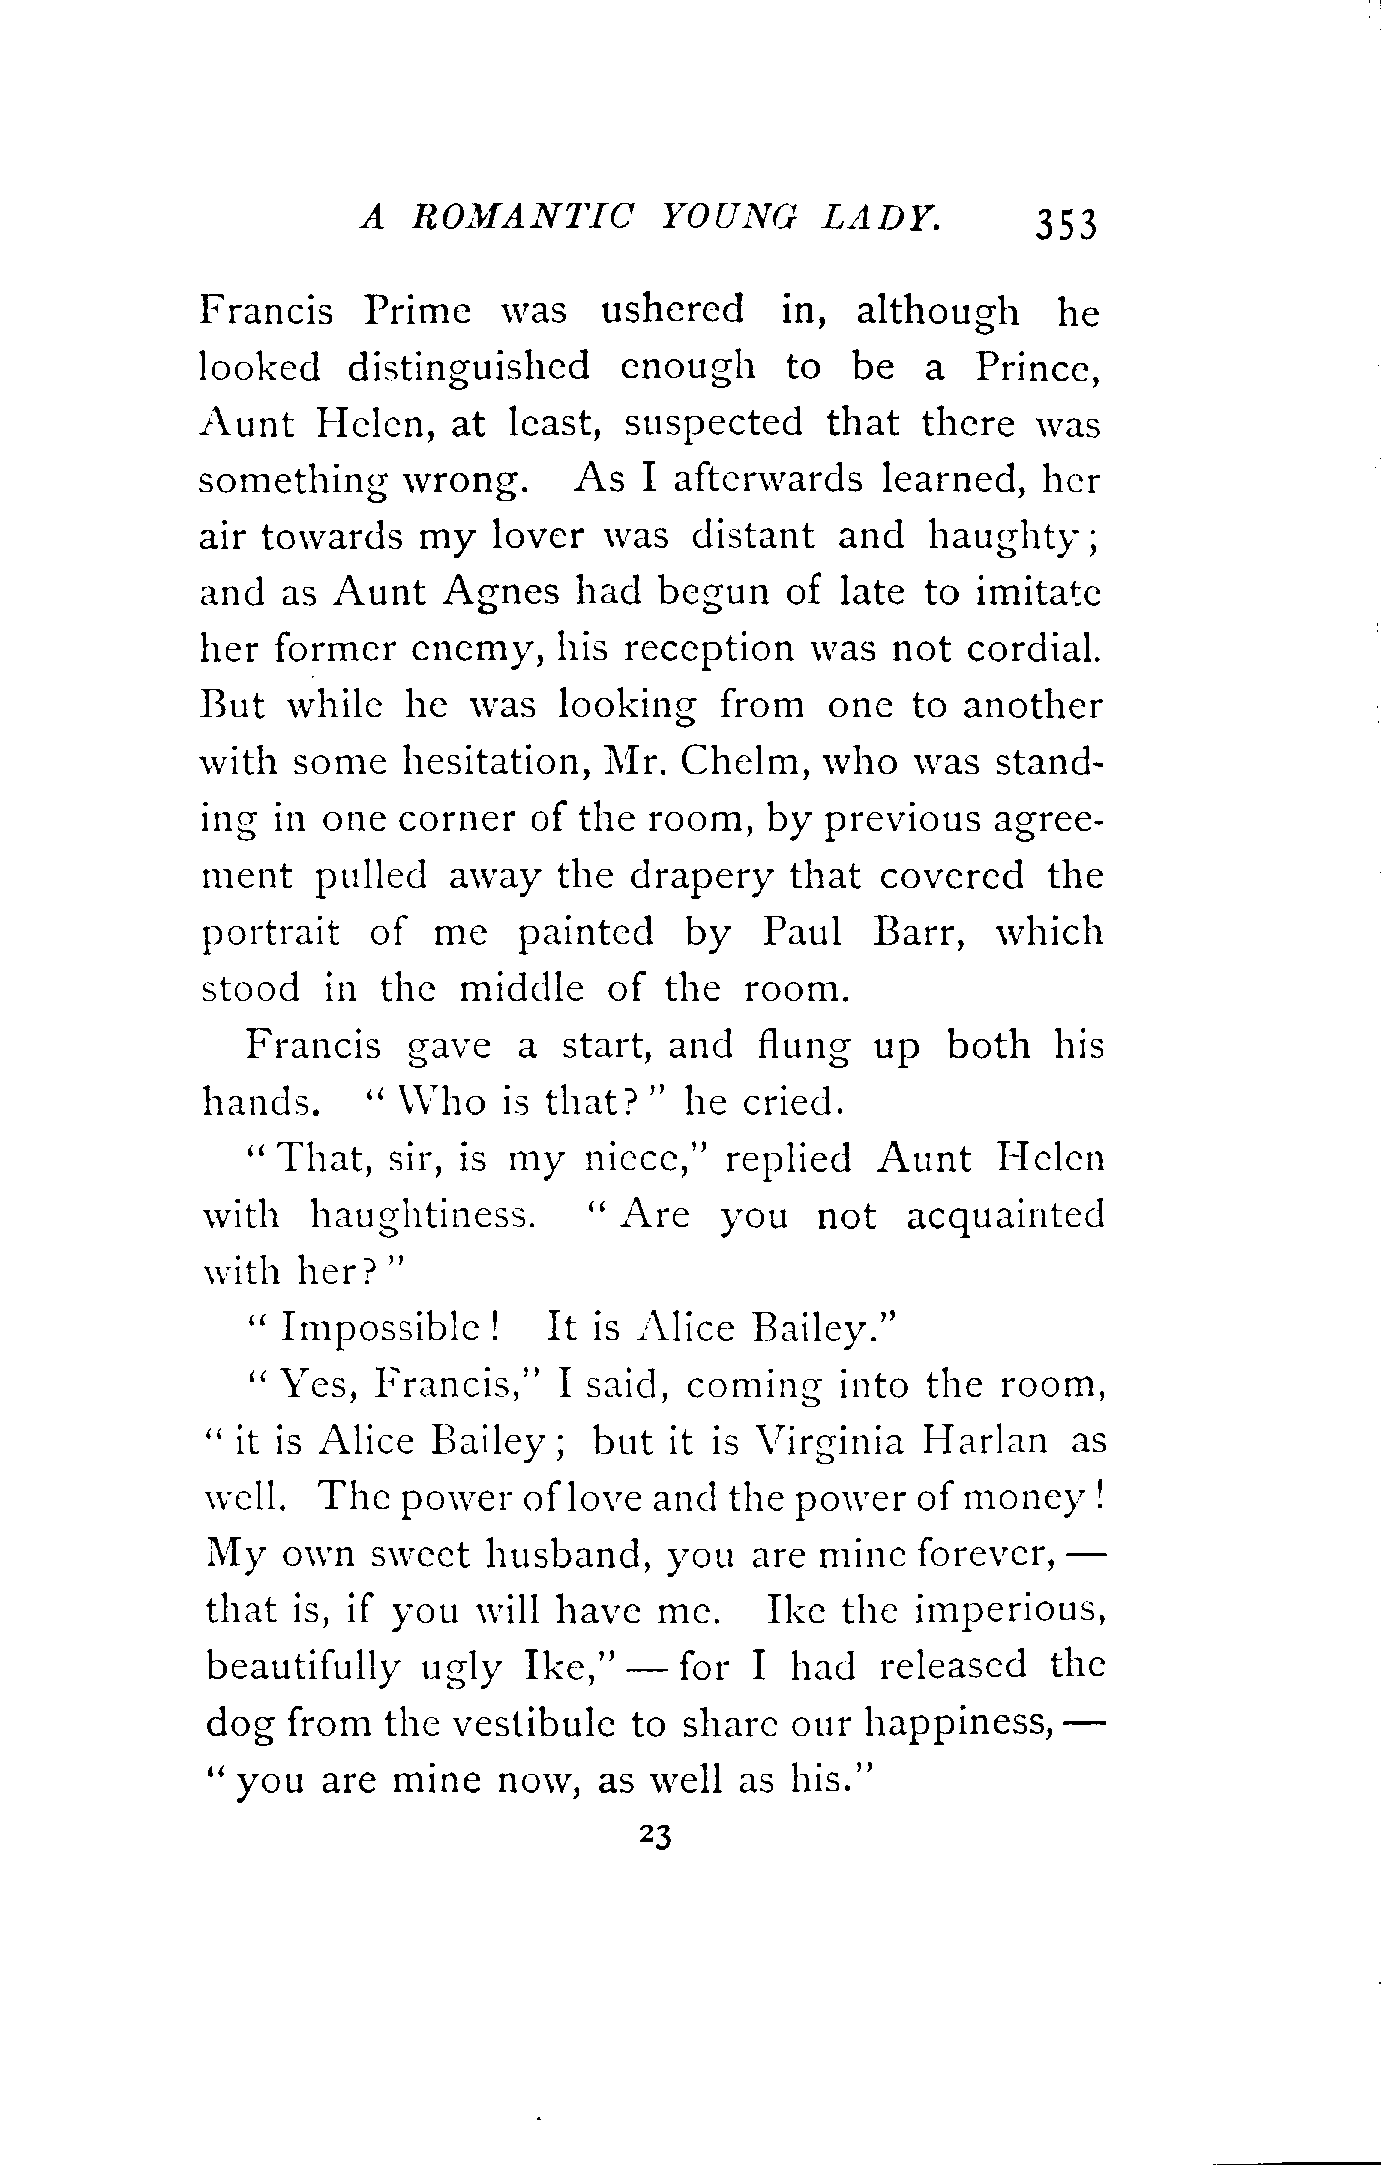 A ROMANTIC YOUNG LADY. 353
Francis Prime was ushered in, although he
looked distinguished enough to be a Prince,
Aunt Helen, at least, suspected that there was
something wrong. As I afterwards learned, her
air towards my lover was distant and haughty;
and as Aunt Agnes had begun of late to imitate
her former enemy, his reception was not cordial.
But while he was looking from one to another
with some hesitation, Mr. Chelm, who was stand-
ing in one corner of the room, by previous agree-
ment pulled away the drapery that covered the
portrait of me painted by Paul Barr, which
stood in the middle of the room.
Francis gave a start, and flung up both his
hands. "Who is that?" he cried.
"That, sir, is my niece," replied Aunt Helen
with haughtiness. "Are you not acquainted
with her?"
"Impossible! It is Alice Bailey."
"Yes, Francis," I said, coming into the room,
"it is Alice Bailey; but it is Virginia Harlan as
well. The power of love and the power of money!
My own sweet husband, you are mine forever, —
that is, if you will have me. Ike the imperious,
beautifully ugly Ike," — for I had released the
dog from the vestibule to share our happiness, —
"you are mine now, as well as his."
23